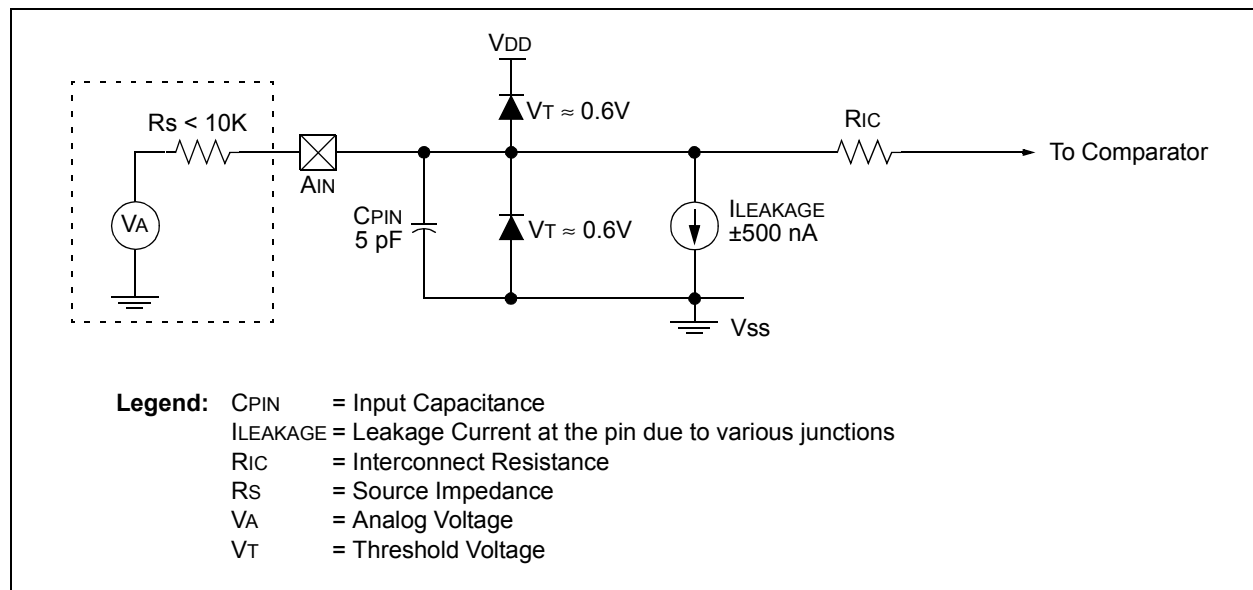 VDD
VT ≈ 0.6V
Rs < 10K
RIC
To Comparator
AIN
VA
CPIN
5 pF
VT ≈ 0.6V
ILEAKAGE
±500 nA
Vss
Legend: CPIN = Input Capacitance
ILEAKAGE = Leakage Current at the pin due to various junctions
RIC = Interconnect Resistance
RS = Source Impedance
VA = Analog Voltage
VT = Threshold Voltage